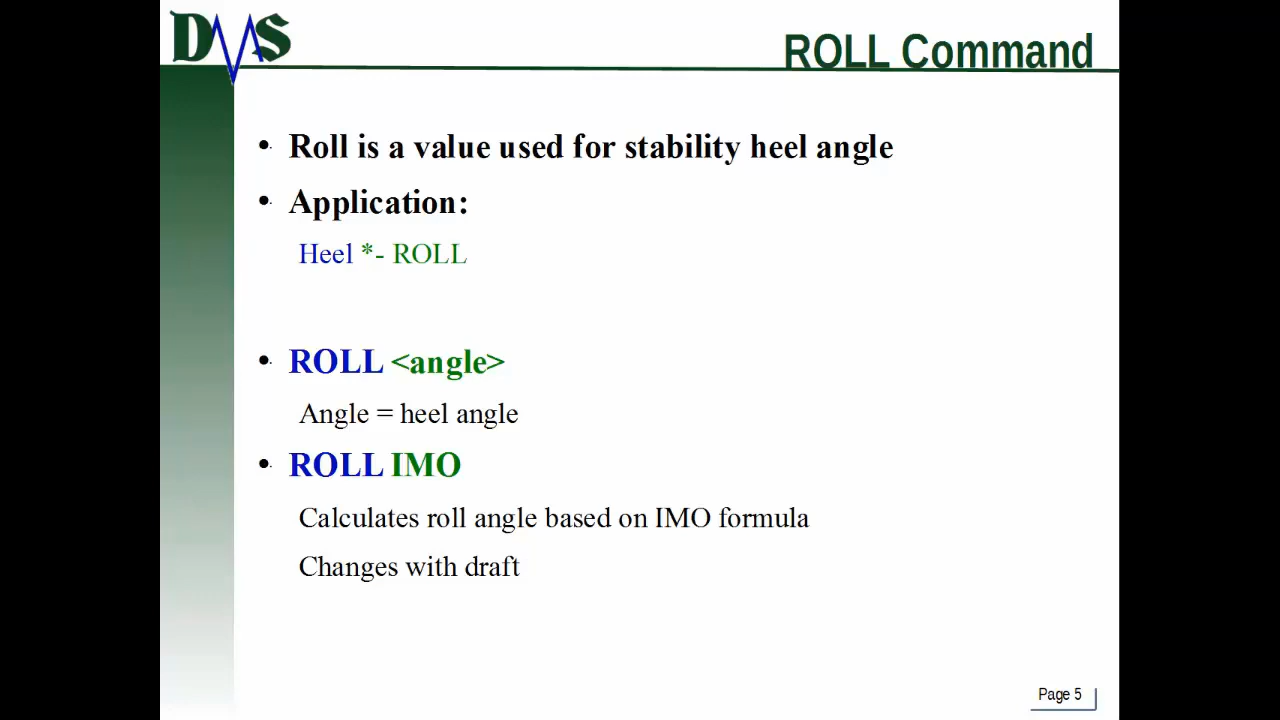 DMS
ROLL Command
• Roll is a value used for stability heel angle
• Application:
Heel *- ROLL
• ROLL <angle>
Angle = heel angle
• ROLL IMO
Calculates roll angle based on IMO formula
Changes with draft
Page 5